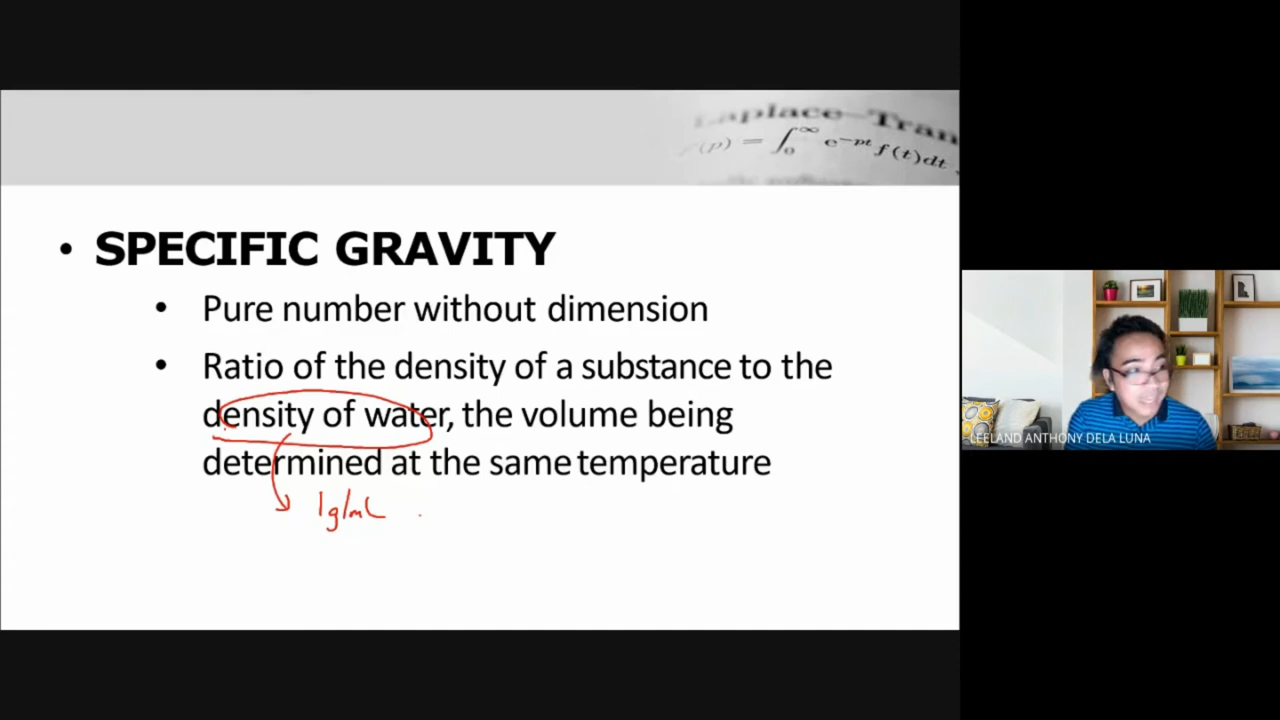 Laplace–Tran
(p) = ∫₀^∞ e^−pt f(t)dt
• SPECIFIC GRAVITY
• Pure number without dimension
• Ratio of the density of a substance to the
density of water, the volume being
determined at the same temperature
1g/mL
LEELAND ANTHONY DELA LUNA